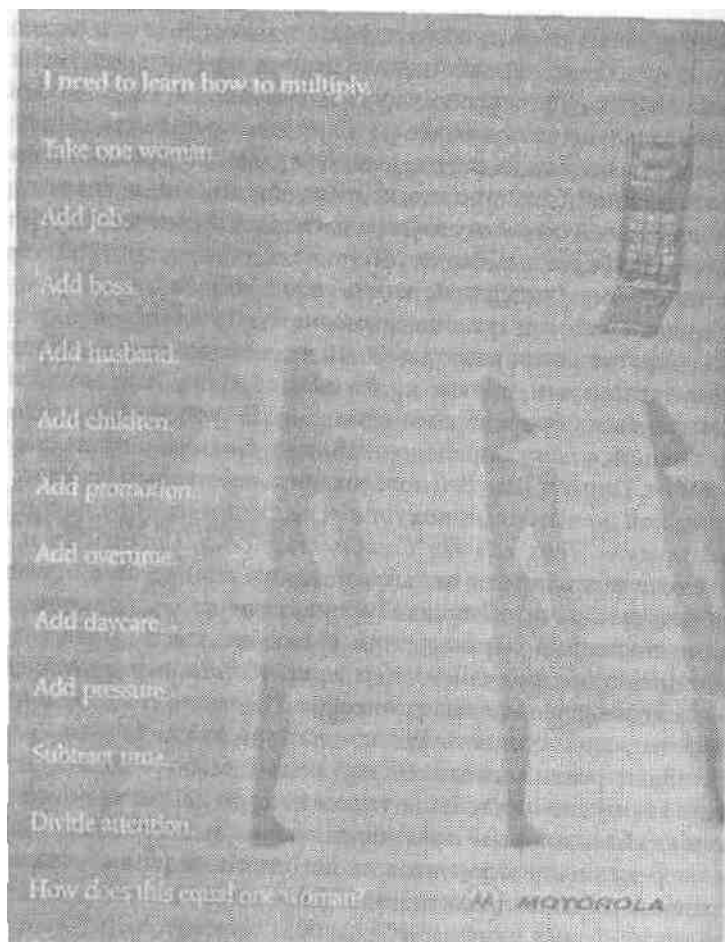 I need to learn how to multiply.
Take one woman.
Add job.
Add boss.
Add husband.
Add children.
Add promotion.
Add overtime.
Add daycare.
Add pressure.
Subtract time.
Divide attention.
How does this equal one woman?
MOTOROLA